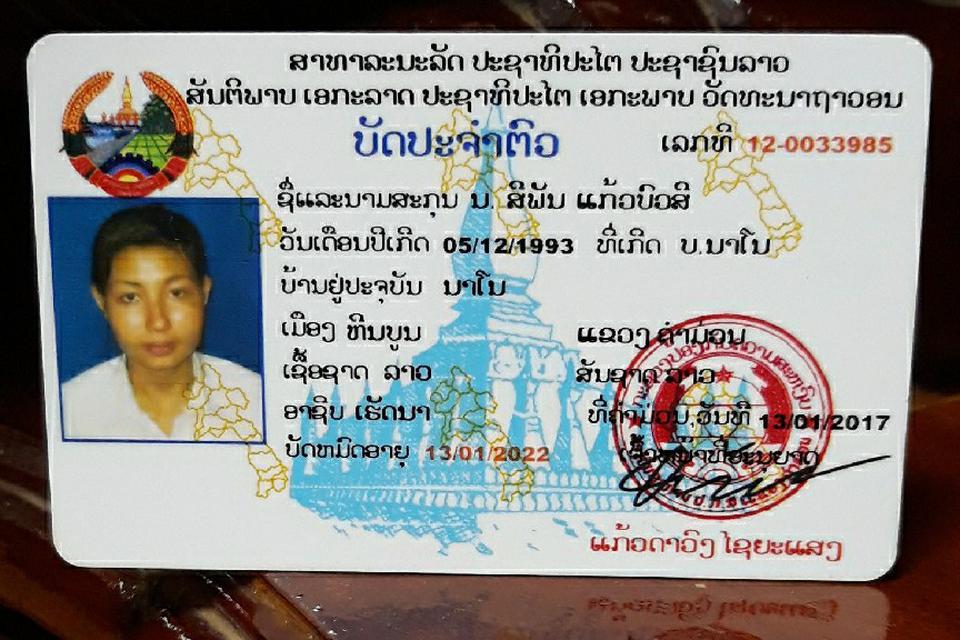 ສາທາລະນະລັດ ປະຊາທິປະໄຕ ປະຊາຊົນລາວ
ສັນຕິພາບ ເອກະລາດ ປະຊາທິປະໄຕ ເອກະພາບ ວັດທະນາຖາວອນ
ບັດປະຈຳຕົວ ເລກທີ 12-0033985
ຊື່ແລະນາມສະກຸນ ນ. ສີພັນ ແກ້ວບົວສີ
ວັນເດືອນປີເກີດ 05/12/1993 ທີ່ເກີດ ບ.ນາໂນ
ບ້ານຢູ່ປະຈຸບັນ ນາໂນ
ເມືອງ ຫີນບູນ ແຂວງ ຄຳມ່ວນ
ເຊື້ອຊາດ ລາວ ສັນຊາດ ລາວ
ອາຊີບ ເຮັດນາ ທີ່ຄຳມ່ວນ,ວັນທີ 13/01/2017
ບັດຫມົດອາຍຸ 13/01/2022
ແກ້ວດາວົງ ໄຊຍະແສງ